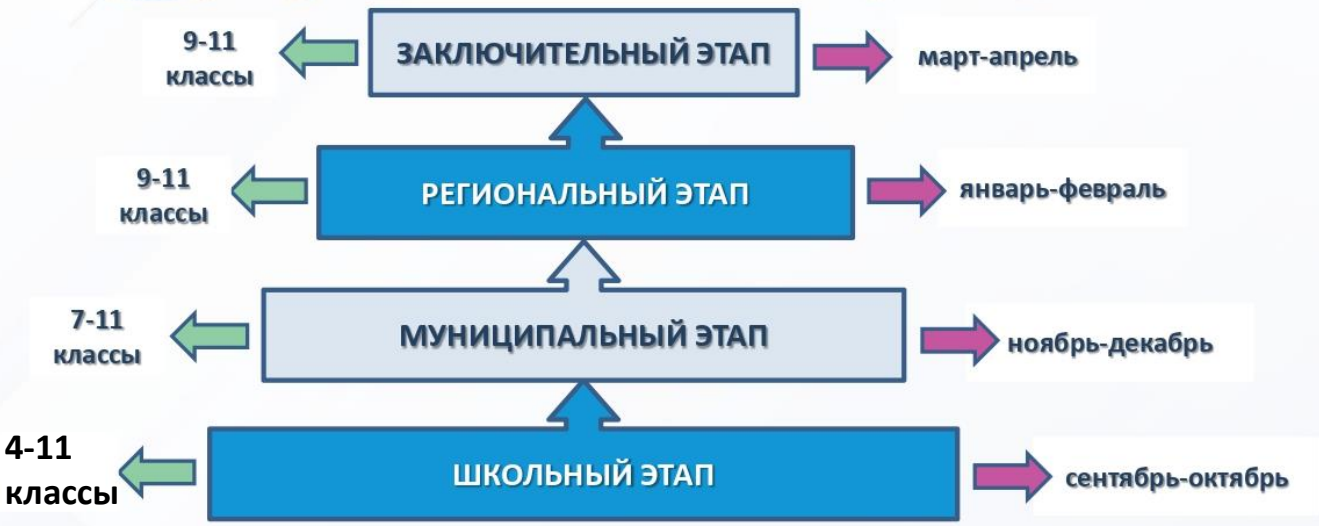 9-11
классы
ЗАКЛЮЧИТЕЛЬНЫЙ ЭТАП
март-апрель
9-11
классы
РЕГИОНАЛЬНЫЙ ЭТАП
январь-февраль
7-11
классы
МУНИЦИПАЛЬНЫЙ ЭТАП
ноябрь-декабрь
4-11
классы
ШКОЛЬНЫЙ ЭТАП
сентябрь-октябрь